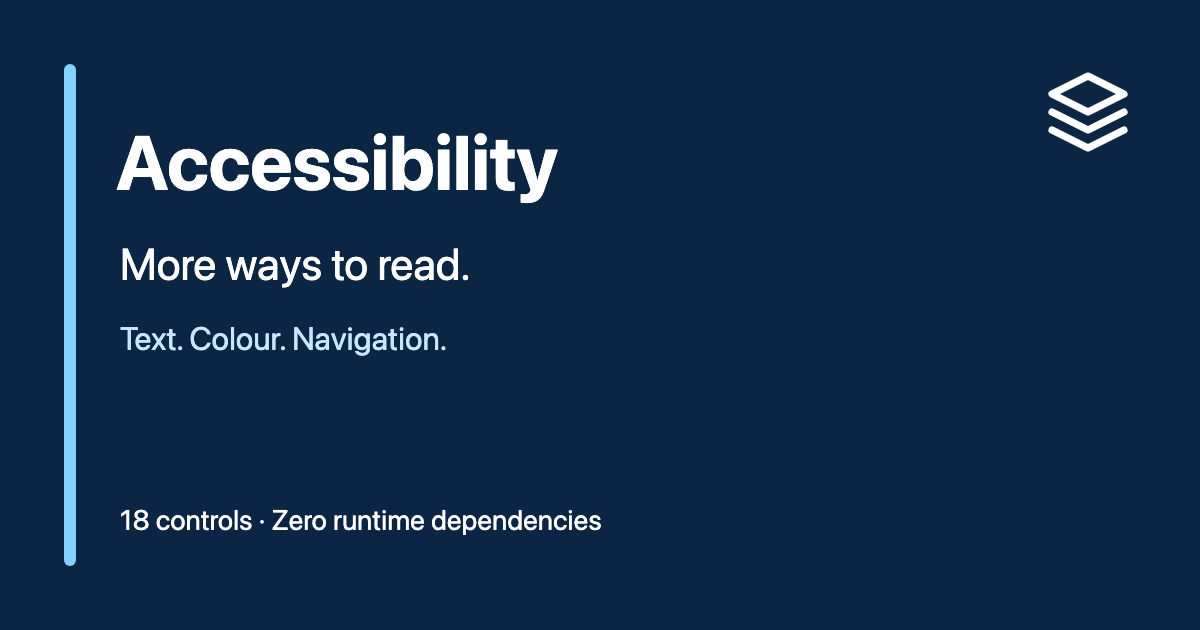 Accessibility
More ways to read.
Text. Colour. Navigation.
18 controls · Zero runtime dependencies